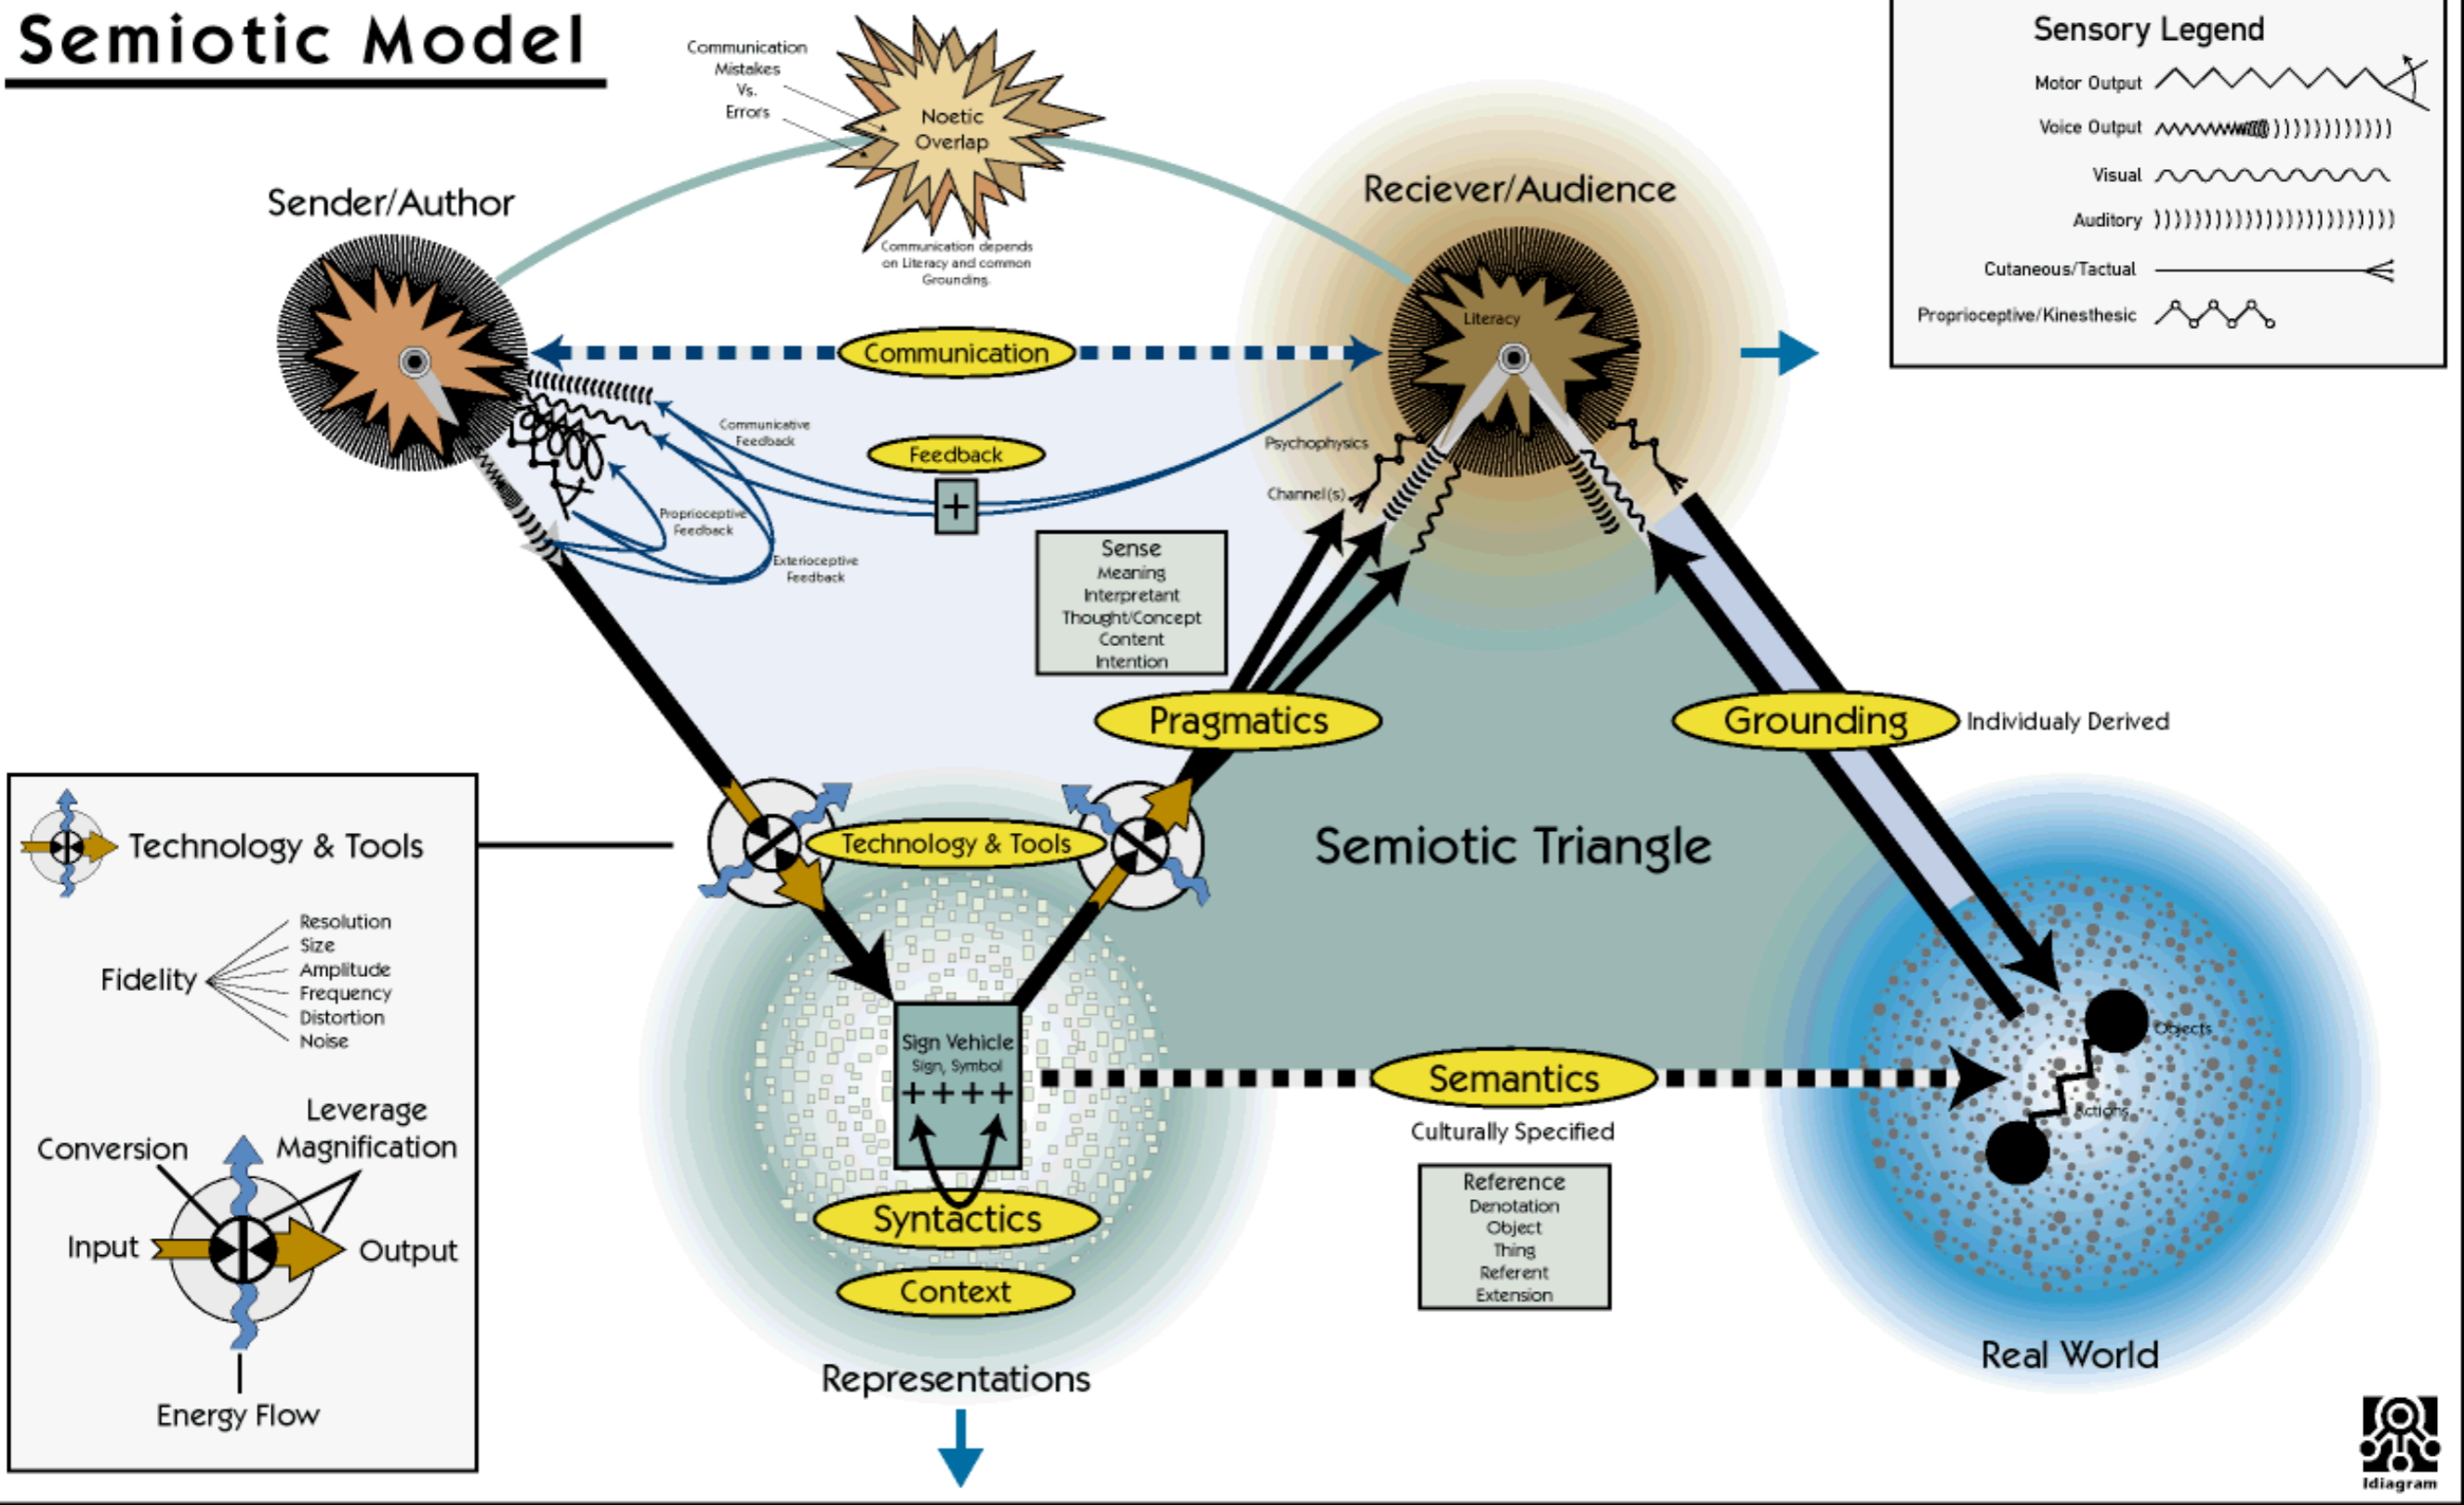 Semiotic Model
Communication
Mistakes
Vs.
Errors
Noetic
Overlap
Communication depends
on Literacy and common
Grounding.
Sender/Author
Reciever/Audience
Literacy
Sensory Legend
Motor Output
Voice Output
Visual
Auditory
Cutaneous/Tactual
Proprioceptive/Kinesthesic
Communication
Communicative
Feedback
Feedback
+
Proprioceptive
Feedback
Exterioceptive
Feedback
Psychophysics
Channel(s)
Sense
Meaning
Interpretant
Thought/Concept
Content
Intention
Pragmatics
Grounding
Individualy Derived
Technology & Tools
Semiotic Triangle
Technology & Tools
Fidelity
Resolution
Size
Amplitude
Frequency
Distortion
Noise
Leverage
Magnification
Conversion
Input
Output
Energy Flow
Sign Vehicle
Sign, Symbol
+ + + +
Syntactics
Context
Representations
Semantics
Culturally Specified
Reference
Denotation
Object
Thing
Referent
Extension
Objects
Actions
Real World
Idiagram